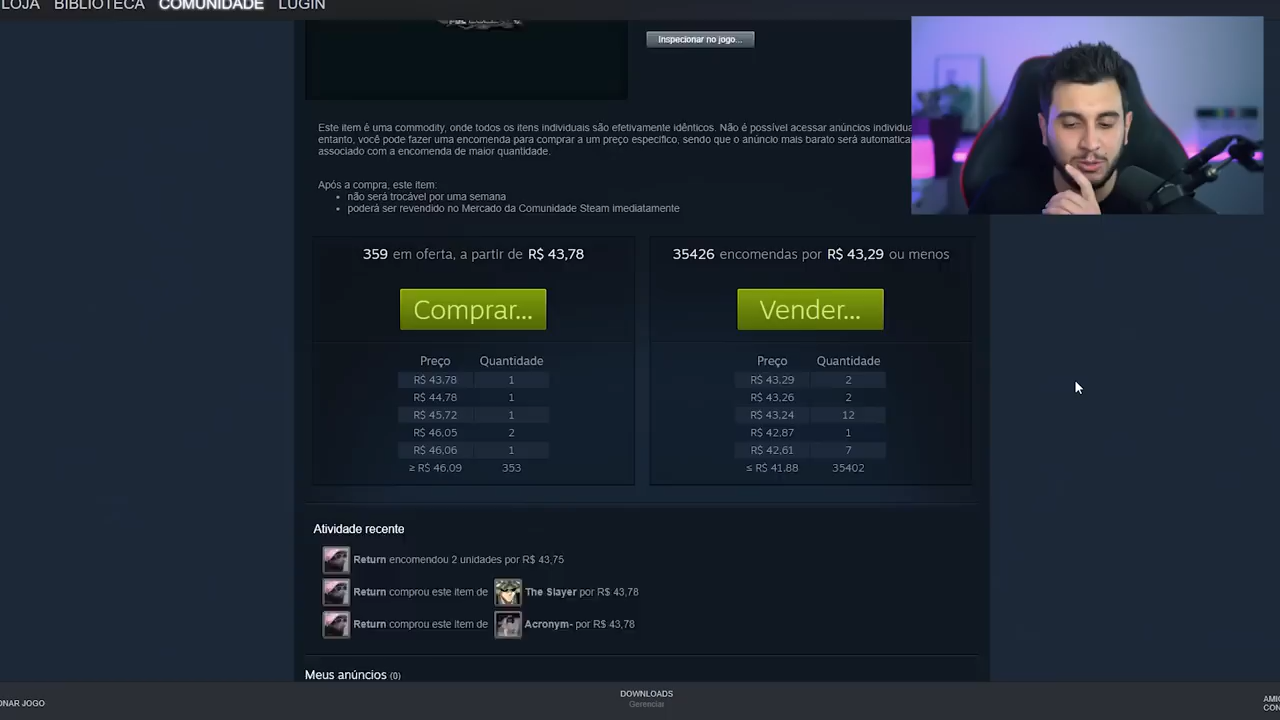 LOJA BIBLIOTECA COMUNIDADE LUGIN
Inspecionar no jogo...
Este item é uma commodity, onde todos os itens individuais são efetivamente idênticos. Não é possível acessar anúncios individua
entanto, você pode fazer uma encomenda para comprar a um preço específico, sendo que o anúncio mais barato será automatica
associado com a encomenda de maior quantidade.
Após a compra, este item:
• não será trocável por uma semana
• poderá ser revendido no Mercado da Comunidade Steam imediatamente
359 em oferta, a partir de R$ 43,78
Comprar...
Preço Quantidade
R$ 43,78 1
R$ 44,78 1
R$ 45,72 1
R$ 46,05 2
R$ 46,06 1
≥ R$ 46,09 353
35426 encomendas por R$ 43,29 ou menos
Vender...
Preço Quantidade
R$ 43,29 2
R$ 43,26 2
R$ 43,24 12
R$ 42,87 1
R$ 42,61 7
≤ R$ 41,88 35402
Atividade recente
Return encomendou 2 unidades por R$ 43,75
Return comprou este item de The Slayer por R$ 43,78
Return comprou este item de Acronym- por R$ 43,78
Meus anúncios (0)
ONAR JOGO
DOWNLOADS
Gerenciar
AMI
CON